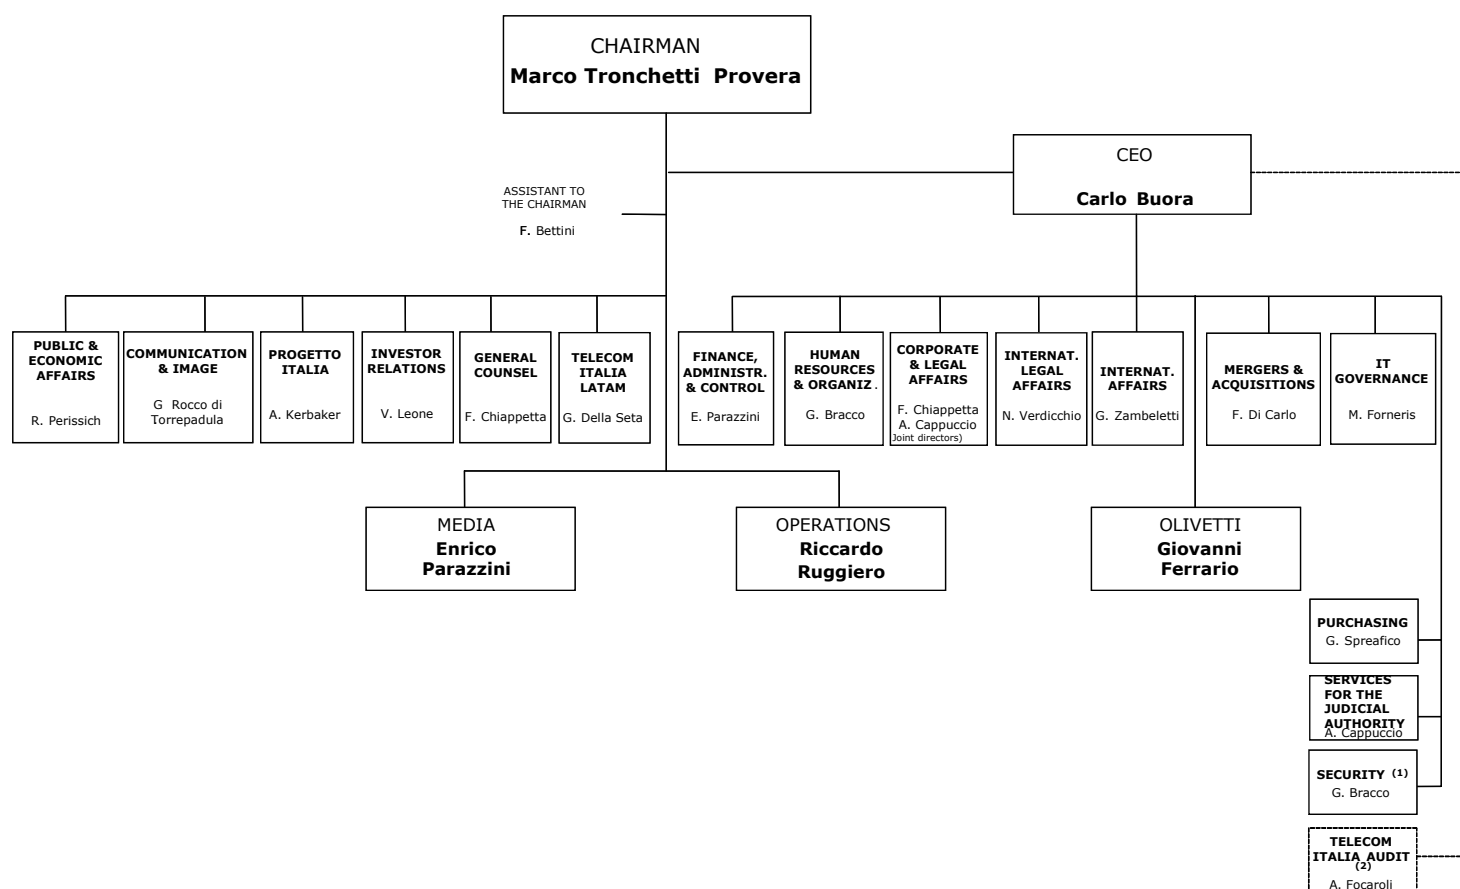 CHAIRMAN
Marco Tronchetti Provera
CEO
Carlo Buora
ASSISTANT TO
THE CHAIRMAN
F. Bettini
PUBLIC &
ECONOMIC
AFFAIRS
R. Perissich
COMMUNICATION
& IMAGE
G Rocco di
Torrepadula
PROGETTO
ITALIA
A. Kerbaker
INVESTOR
RELATIONS
V. Leone
GENERAL
COUNSEL
F. Chiappetta
TELECOM
ITALIA
LATAM
G. Della Seta
FINANCE,
ADMINISTR.
& CONTROL
E. Parazzini
HUMAN
RESOURCES
& ORGANIZ.
G. Bracco
CORPORATE
& LEGAL
AFFAIRS
F. Chiappetta
A. Cappuccio
Joint directors)
INTERNAT.
LEGAL
AFFAIRS
N. Verdicchio
INTERNAT.
AFFAIRS
G. Zambeletti
MERGERS &
ACQUISITIONS
F. Di Carlo
IT
GOVERNANCE
M. Forneris
MEDIA
Enrico
Parazzini
OPERATIONS
Riccardo
Ruggiero
OLIVETTI
Giovanni
Ferrario
PURCHASING
G. Spreafico
SERVICES
FOR THE
JUDICIAL
AUTHORITY
A. Cappuccio
SECURITY (1)
G. Bracco
TELECOM
ITALIA AUDIT
(2)
A. Focaroli